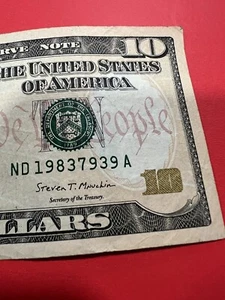 RVE NOTE 10
THE UNITED STATES
OF AMERICA
We The People
ND 19837939 A
Steven T. Mnuchin
Secretary of the Treasury.
10
LLARS